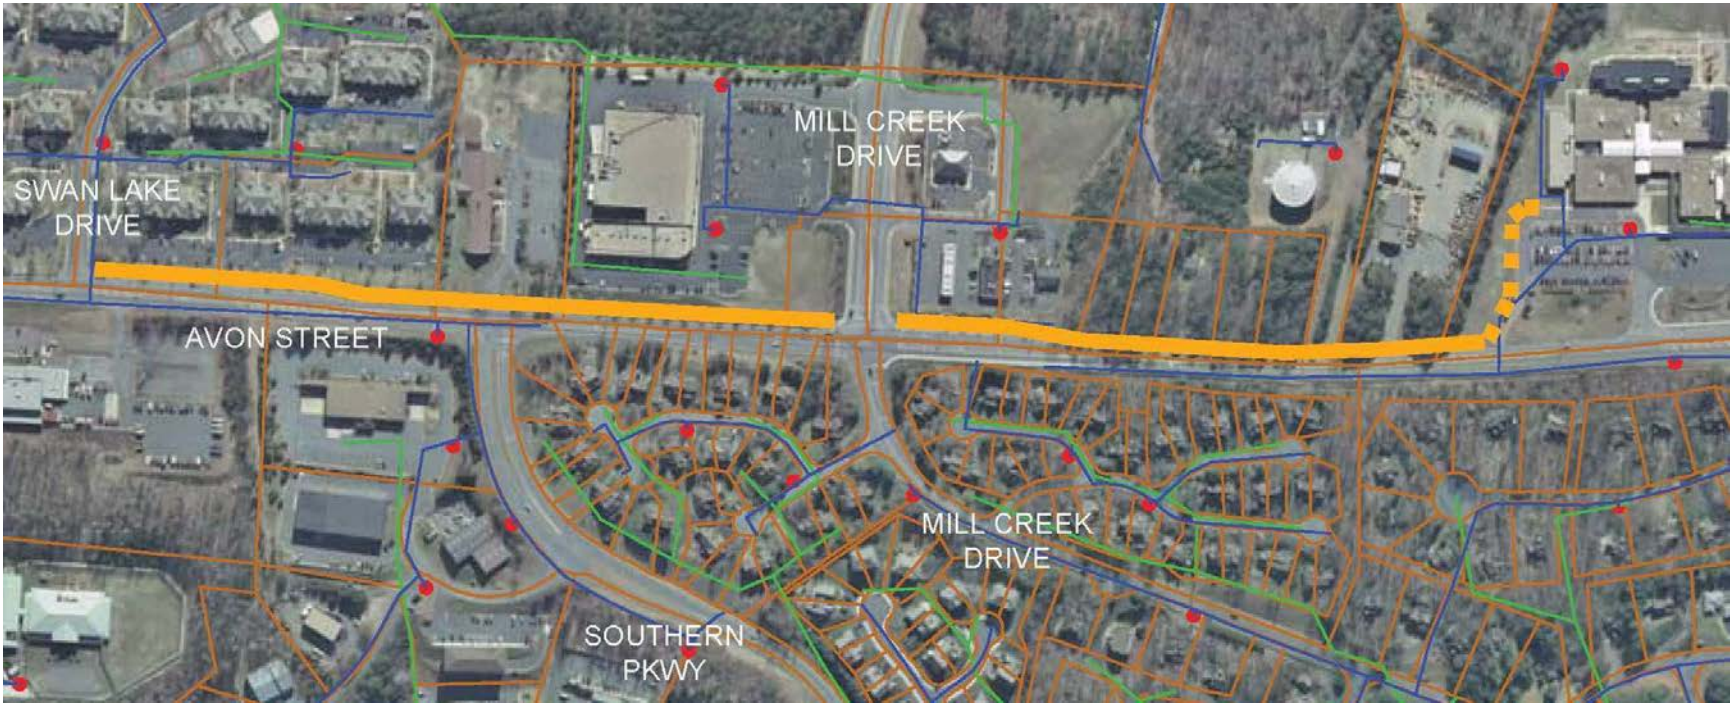 MILL CREEK
DRIVE
SWAN LAKE
DRIVE
AVON STREET
MILL CREEK
DRIVE
SOUTHERN
PKWY